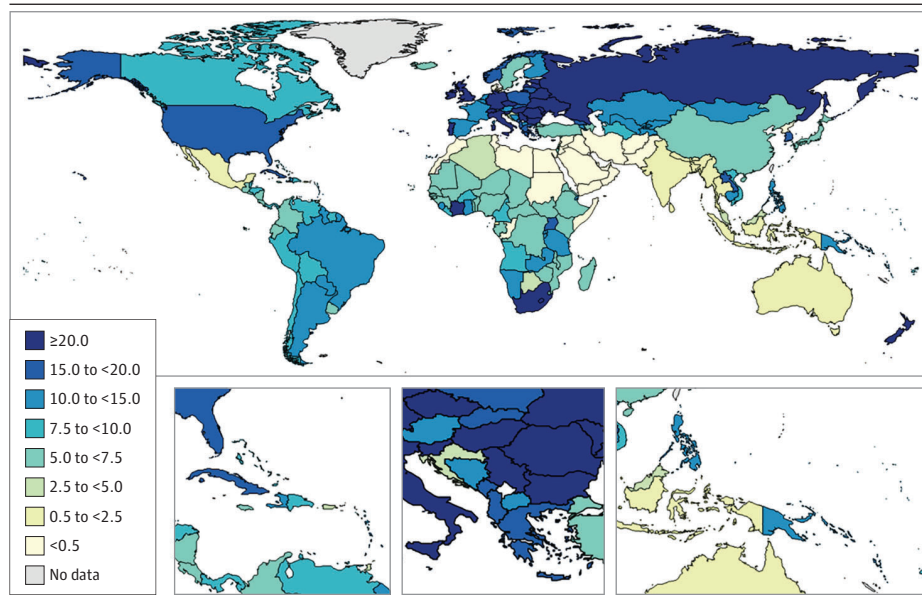 ≥20.0
15.0 to <20.0
10.0 to <15.0
7.5 to <10.0
5.0 to <7.5
2.5 to <5.0
0.5 to <2.5
<0.5
No data